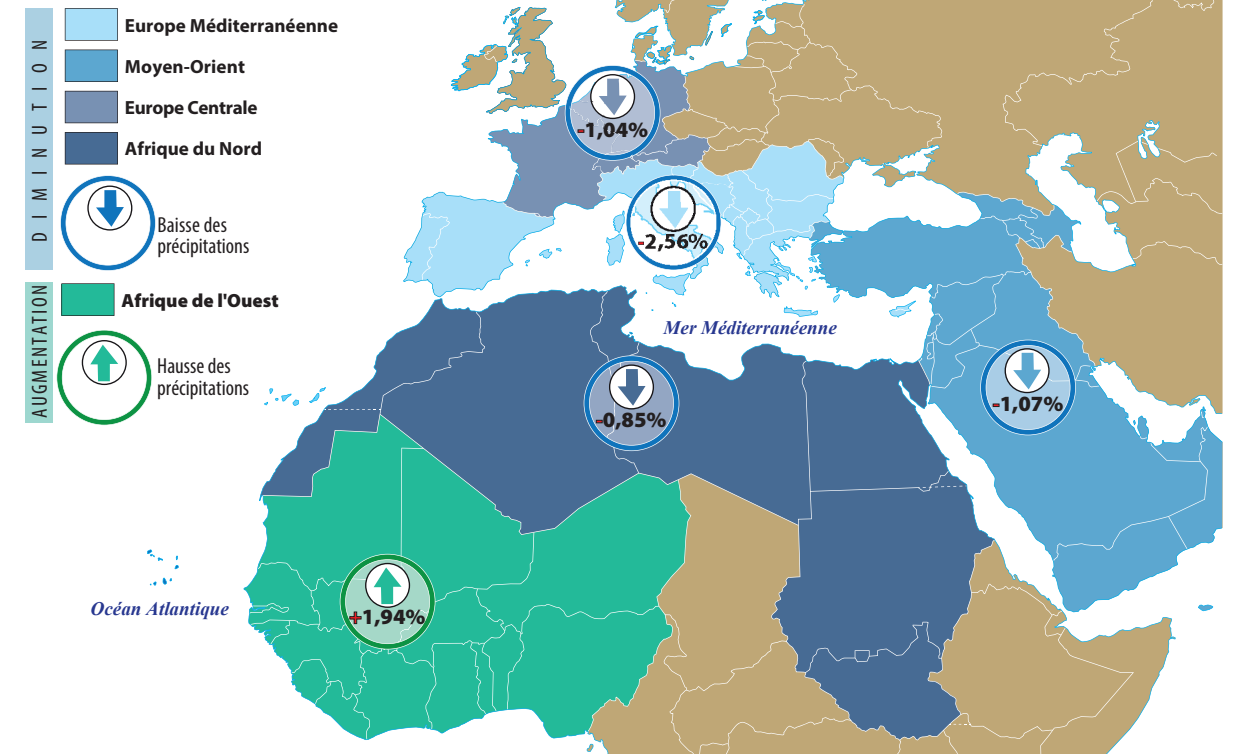 DIMINUTION
Europe Méditerranéenne
Moyen-Orient
Europe Centrale
Afrique du Nord
Baisse des
précipitations
AUGMENTATION
Afrique de l'Ouest
Hausse des
précipitations
-1,04%
-2,56%
Mer Méditerranéenne
-0,85%
-1,07%
Océan Atlantique
+1,94%